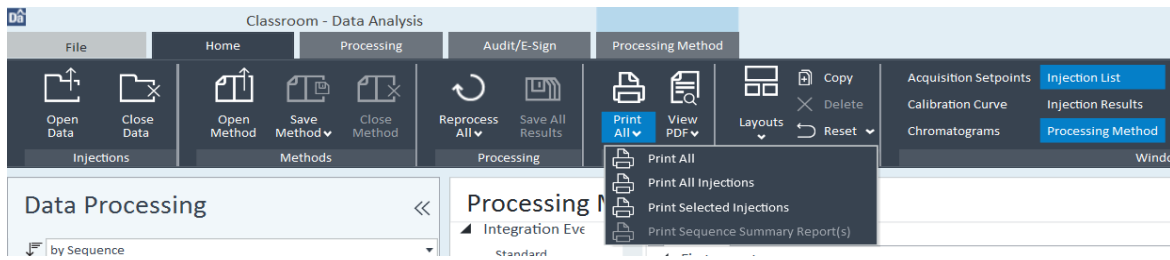 Da
Classroom - Data Analysis
File Home Processing Audit/E-Sign Processing Method
Open Data
Close Data
Open Method
Save Method
Close Method
Reprocess All
Save All Results
Print All
View PDF
Layouts
Copy
Delete
Reset
Acquisition Setpoints Injection List
Calibration Curve Injection Results
Chromatograms Processing Method
Injections Methods Processing
Print All
Print All Injections
Print Selected Injections
Print Sequence Summary Report(s)
Data Processing
by Sequence
Processing
Integration
Standard